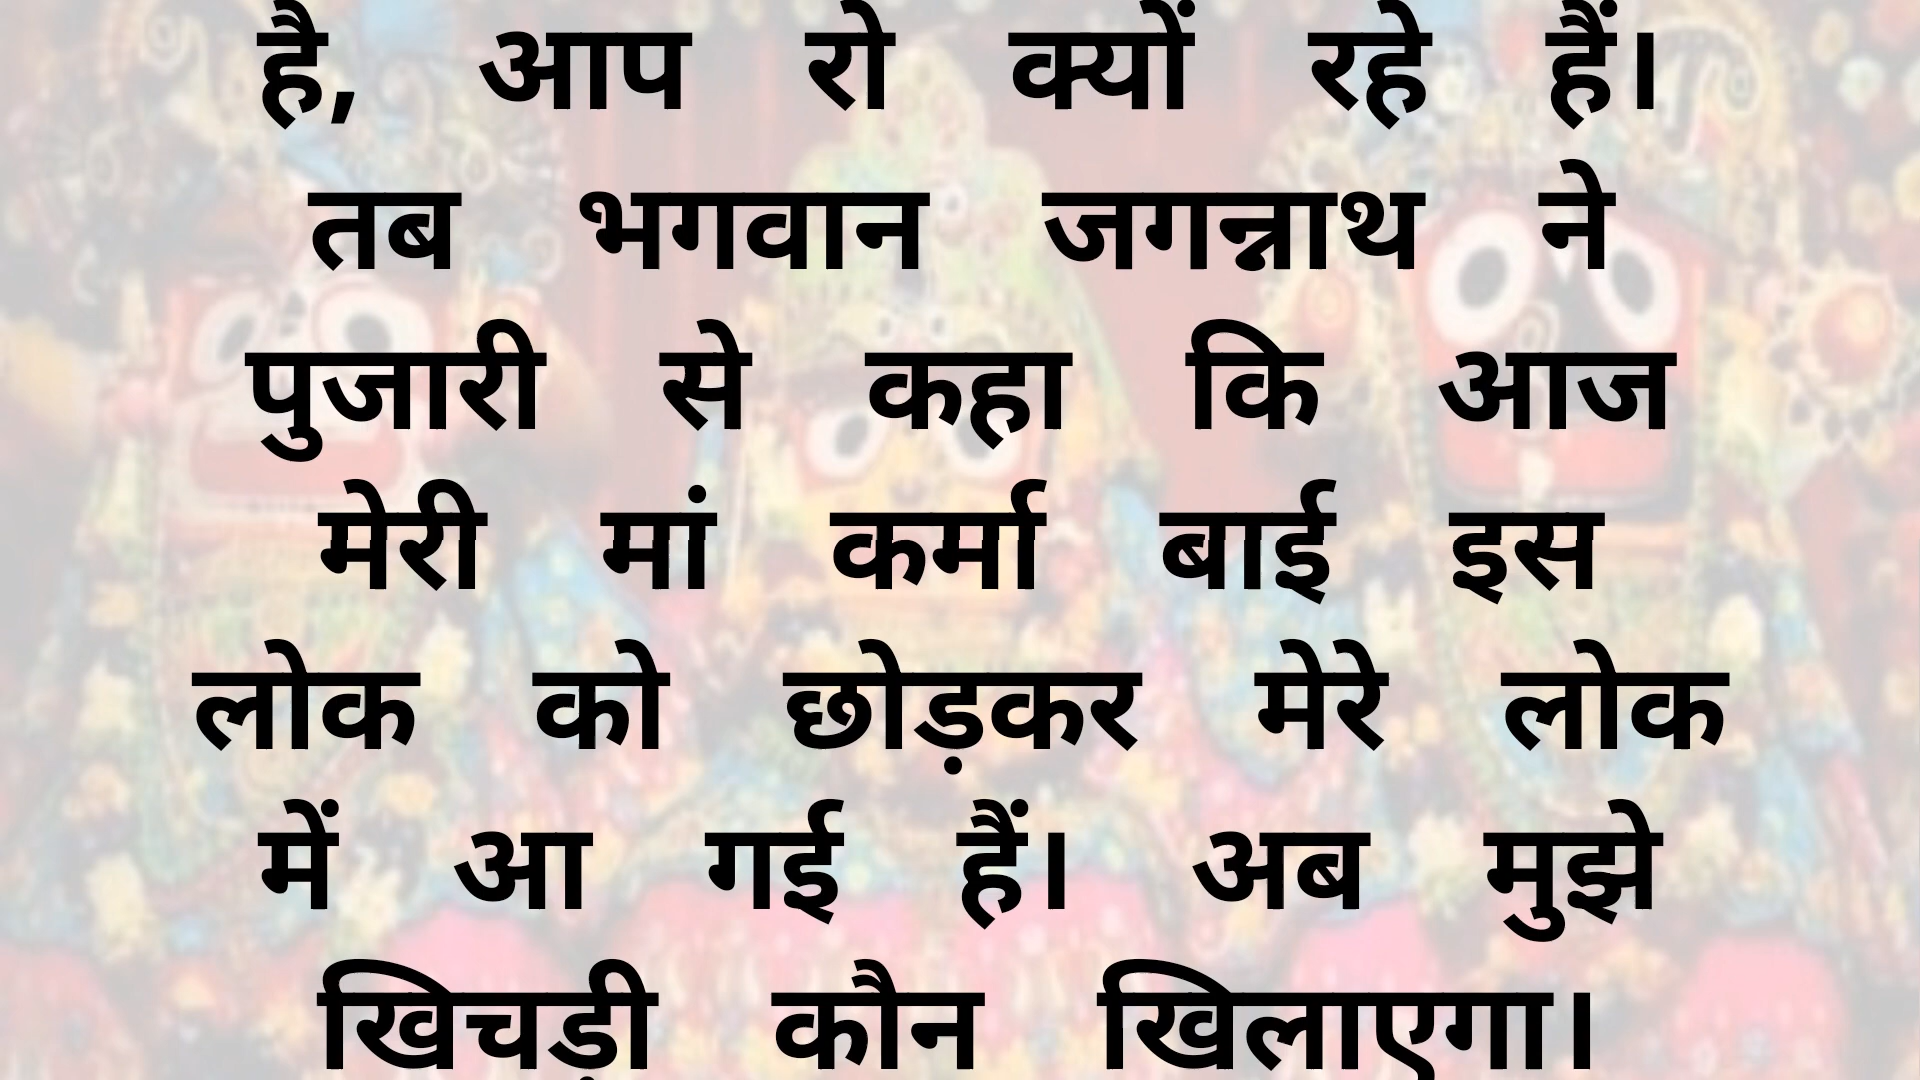 है, आप रो क्यों रहे हैं।
तब भगवान जगन्नाथ ने
पुजारी से कहा कि आज
मेरी मां कर्मा बाई इस
लोक को छोड़कर मेरे लोक
में आ गई हैं। अब मुझे
खिचड़ी कौन खिलाएगा।